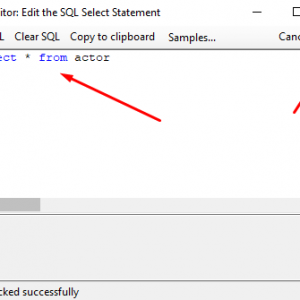 itor: Edit the SQL Select Statement
L Clear SQL Copy to clipboard Samples... Canc
ect * from actor
cked successfully